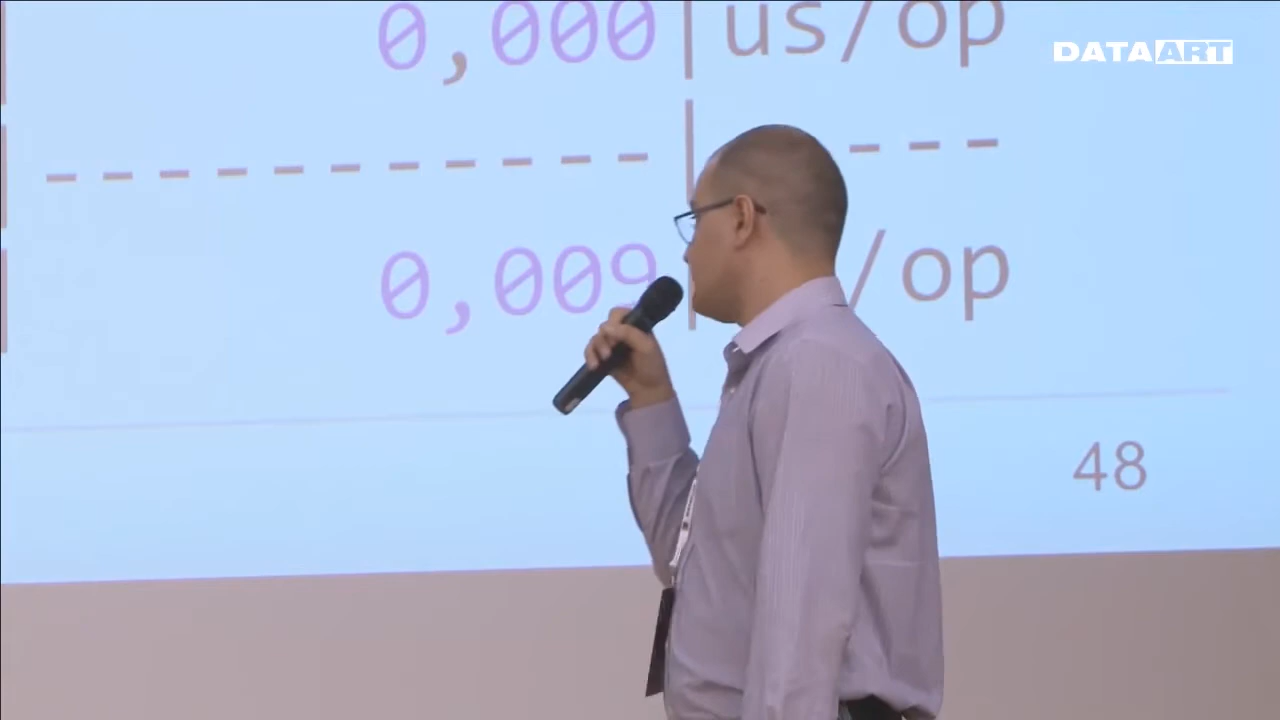 0,000|us/op
DATAART
- - - - - - - - - - - | - - -
0,009| /op
48